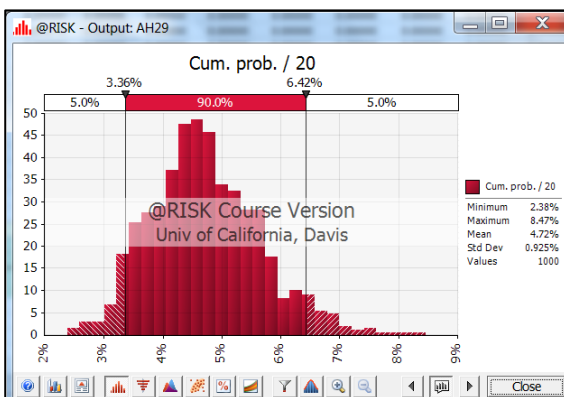 @RISK - Output: AH29
Cum. prob. / 20
3.36% 6.42%
5.0% 90.0% 5.0%
50
45
40
35
30
25
20
15
10
5
0
2% 3% 4% 5% 6% 7% 8% 9%
@RISK Course Version
Univ of California, Davis
Cum. prob. / 20
Minimum 2.38%
Maximum 8.47%
Mean 4.72%
Std Dev 0.925%
Values 1000
Close